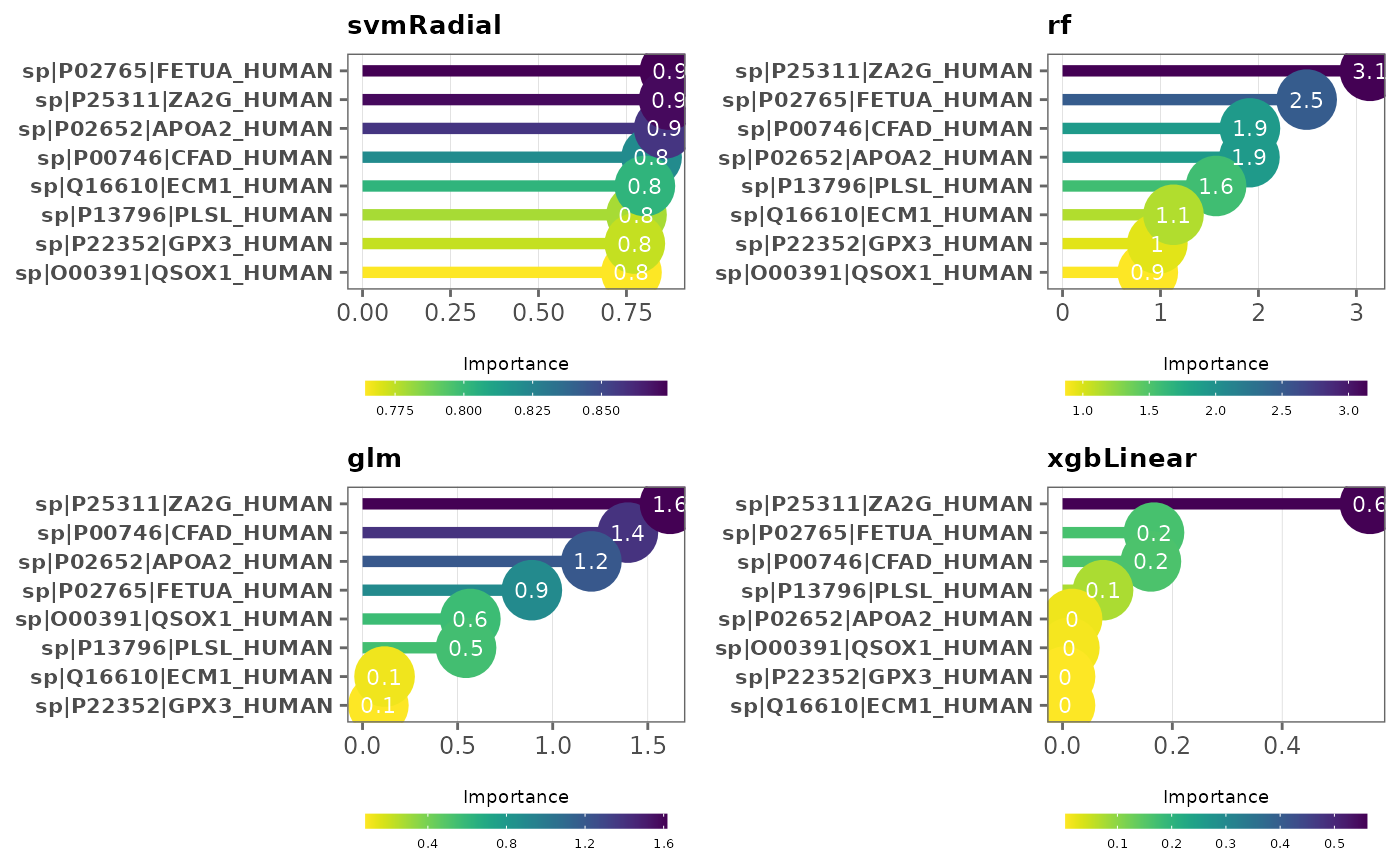 svmRadial
sp|P02765|FETUA_HUMAN 0.9
sp|P25311|ZA2G_HUMAN 0.9
sp|P02652|APOA2_HUMAN 0.9
sp|P00746|CFAD_HUMAN 0.8
sp|Q16610|ECM1_HUMAN 0.8
sp|P13796|PLSL_HUMAN 0.8
sp|P22352|GPX3_HUMAN 0.8
sp|O00391|QSOX1_HUMAN 0.8
0.00 0.25 0.50 0.75
Importance
0.775 0.800 0.825 0.850
rf
sp|P25311|ZA2G_HUMAN 3.1
sp|P02765|FETUA_HUMAN 2.5
sp|P00746|CFAD_HUMAN 1.9
sp|P02652|APOA2_HUMAN 1.9
sp|P13796|PLSL_HUMAN 1.6
sp|Q16610|ECM1_HUMAN 1.1
sp|P22352|GPX3_HUMAN 1
sp|O00391|QSOX1_HUMAN 0.9
0 1 2 3
Importance
1.0 1.5 2.0 2.5 3.0
glm
sp|P25311|ZA2G_HUMAN 1.6
sp|P00746|CFAD_HUMAN 1.4
sp|P02652|APOA2_HUMAN 1.2
sp|P02765|FETUA_HUMAN 0.9
sp|O00391|QSOX1_HUMAN 0.6
sp|P13796|PLSL_HUMAN 0.5
sp|Q16610|ECM1_HUMAN 0.1
sp|P22352|GPX3_HUMAN 0.1
0.0 0.5 1.0 1.5
Importance
0.4 0.8 1.2 1.6
xgbLinear
sp|P25311|ZA2G_HUMAN 0.6
sp|P02765|FETUA_HUMAN 0.2
sp|P00746|CFAD_HUMAN 0.2
sp|P13796|PLSL_HUMAN 0.1
sp|P02652|APOA2_HUMAN 0
sp|O00391|QSOX1_HUMAN 0
sp|P22352|GPX3_HUMAN 0
sp|Q16610|ECM1_HUMAN 0
0.0 0.2 0.4
Importance
0.1 0.2 0.3 0.4 0.5